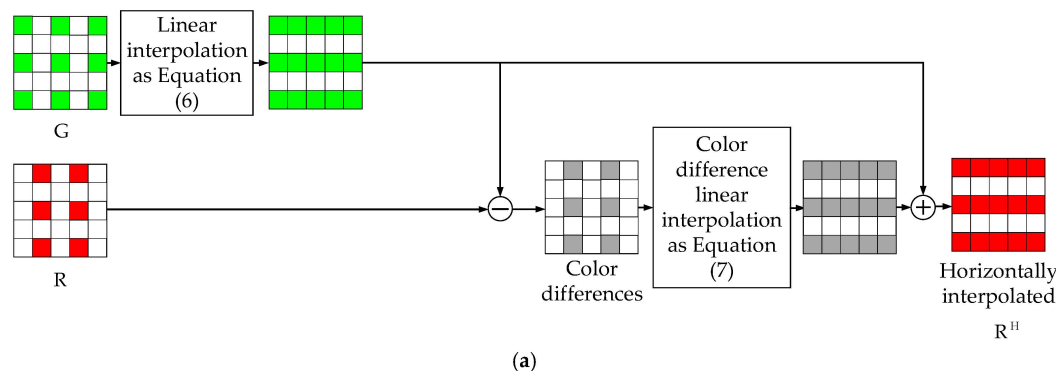 Linear
interpolation
as Equation
(6)
G
R
−
Color
differences
Color
difference
linear
interpolation
as Equation
(7)
+
Horizontally
interpolated
R^H
(a)